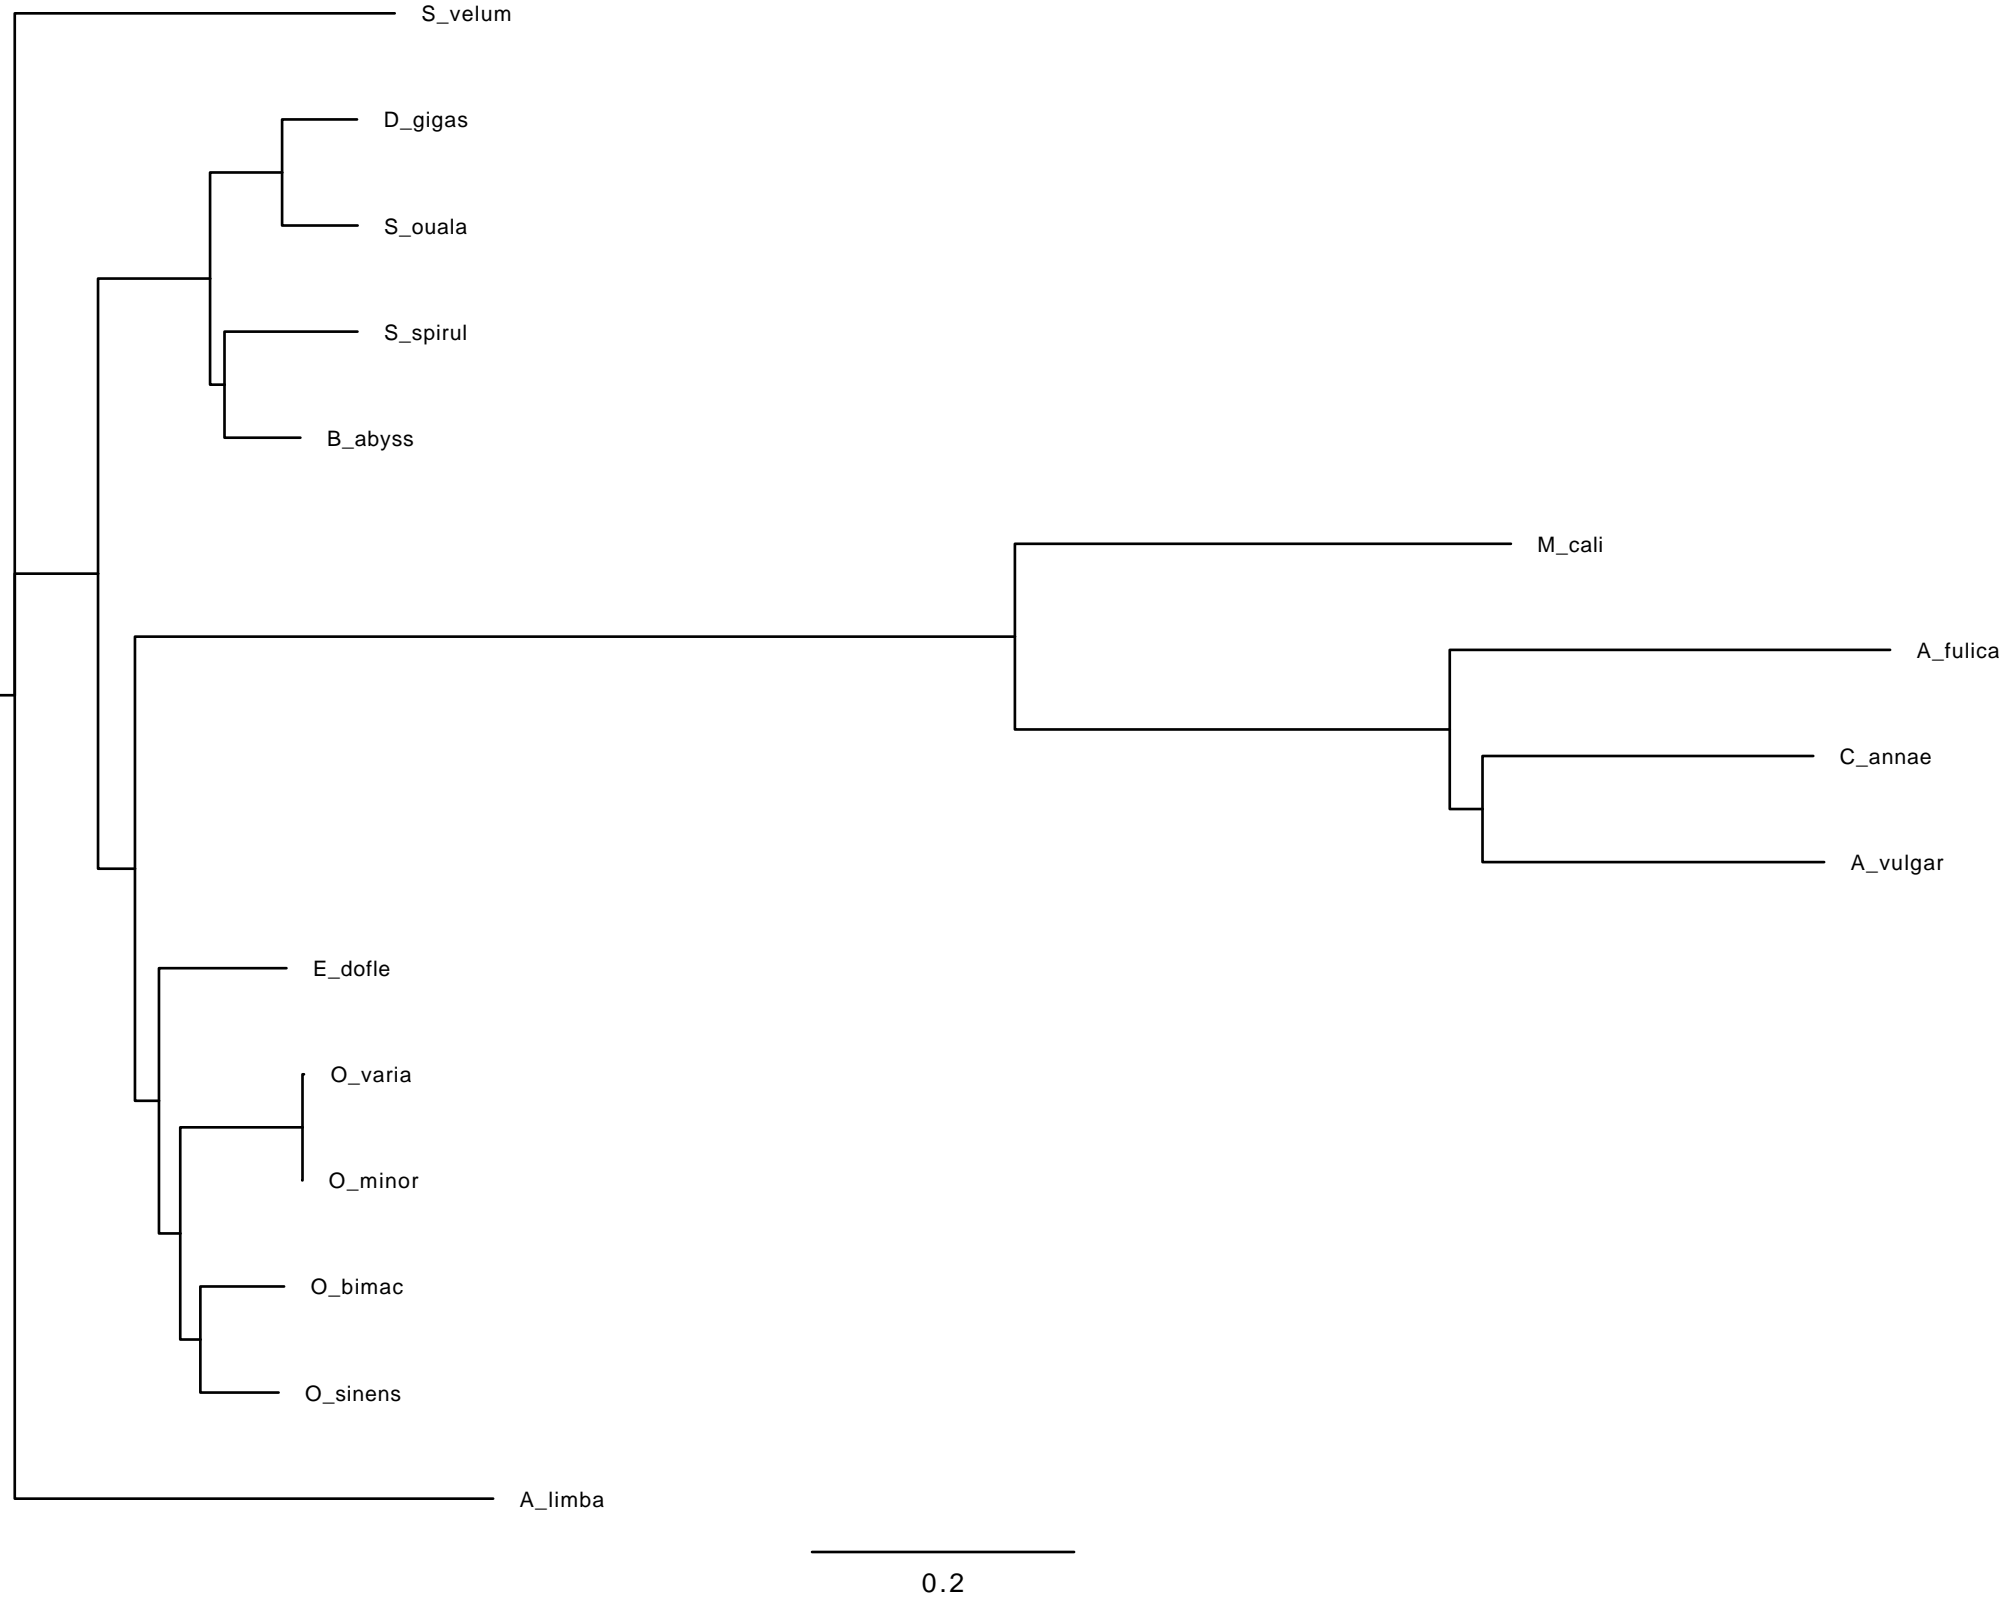 S_velum
D_gigas
S_ouala
S_spirul
B_abyss
M_cali
A_fulica
C_annae
A_vulgar
E_dofle
O_varia
O_minor
O_bimac
O_sinens
A_limba
0.2